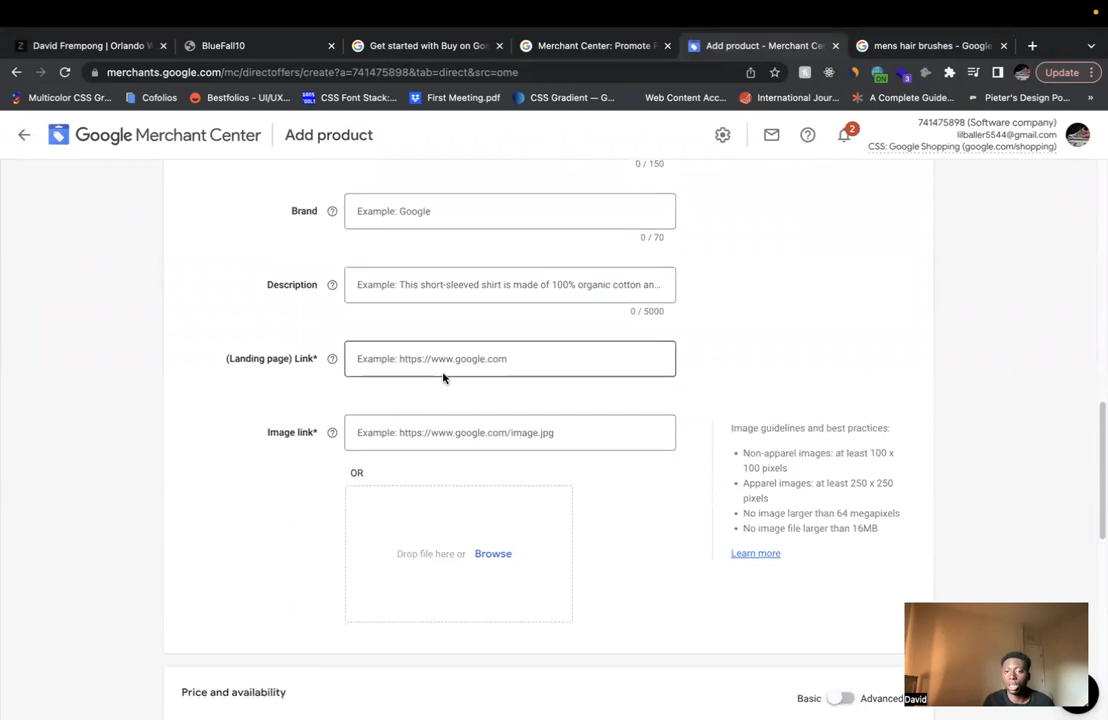 David Frempong | Orlando W
BlueFall10
Get started with Buy on Goo
Merchant Center: Promote F
Add product - Merchant Ce
mens hair brushes - Google
merchants.google.com/mc/directoffers/create?a=741475898&tab=direct&src=ome
ON
3
Update
Multicolor CSS Gr...
Cofolios
Bestfolios - UI/UX...
CSS Font Stack:...
First Meeting.pdf
CSS Gradient — G...
Web Content Acc...
International Jour...
A Complete Guide...
Pieter's Design Po...
Google Merchant Center
Add product
2
741475898 (Software company)
lilballer5544@gmail.com
CSS: Google Shopping (google.com/shopping)
0 / 150
Brand
Example: Google
0 / 70
Description
Example: This short-sleeved shirt is made of 100% organic cotton an...
0 / 5000
(Landing page) Link*
Example: https://www.google.com
Image link*
Example: https://www.google.com/image.jpg
OR
Drop file here or Browse
Image guidelines and best practices:
Non-apparel images: at least 100 x
100 pixels
Apparel images: at least 250 x 250
pixels
No image larger than 64 megapixels
No image file larger than 16MB
Learn more
Price and availability
Basic
Advanced
David